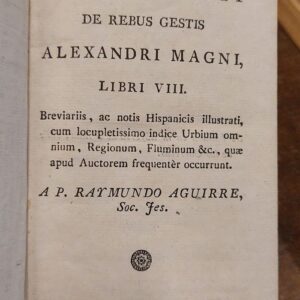 DE REBUS GESTIS
ALEXANDRI MAGNI,
LIBRI VIII.
Breviariis, ac notis Hispanicis illustrati,
cum locupletissimo indice Urbium om-
nium, Regionum, Fluminum &c., quæ
apud Auctorem frequentèr occurrunt.
A P. RAYMUNDO AGUIRRE,
Soc. Jes.